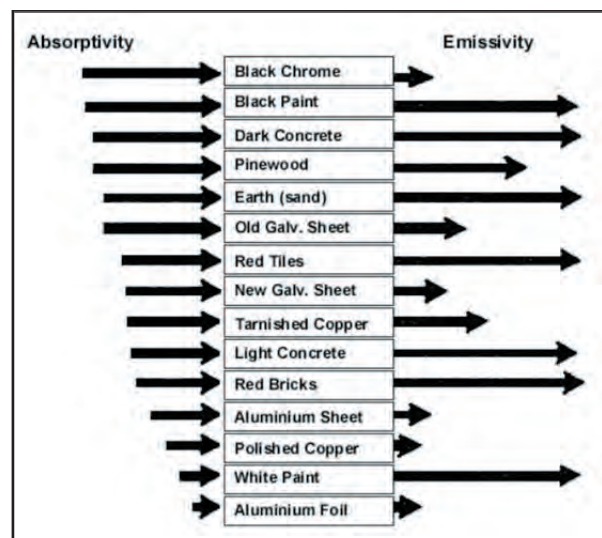 Absorptivity Emissivity
Black Chrome
Black Paint
Dark Concrete
Pinewood
Earth (sand)
Old Galv. Sheet
Red Tiles
New Galv. Sheet
Tarnished Copper
Light Concrete
Red Bricks
Aluminium Sheet
Polished Copper
White Paint
Aluminium Foil